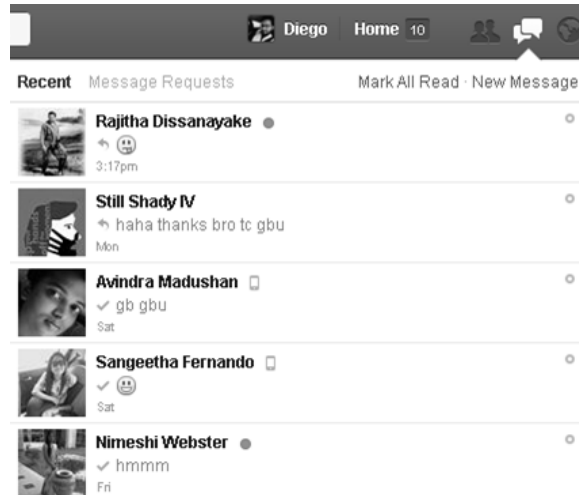 Diego Home 10
Recent Message Requests Mark All Read · New Message
Rajitha Dissanayake
3:17pm
Still Shady IV
haha thanks bro tc gbu
Mon
Avindra Madushan
gb gbu
Sat
Sangeetha Fernando
Sat
Nimeshi Webster
hmmm
Fri